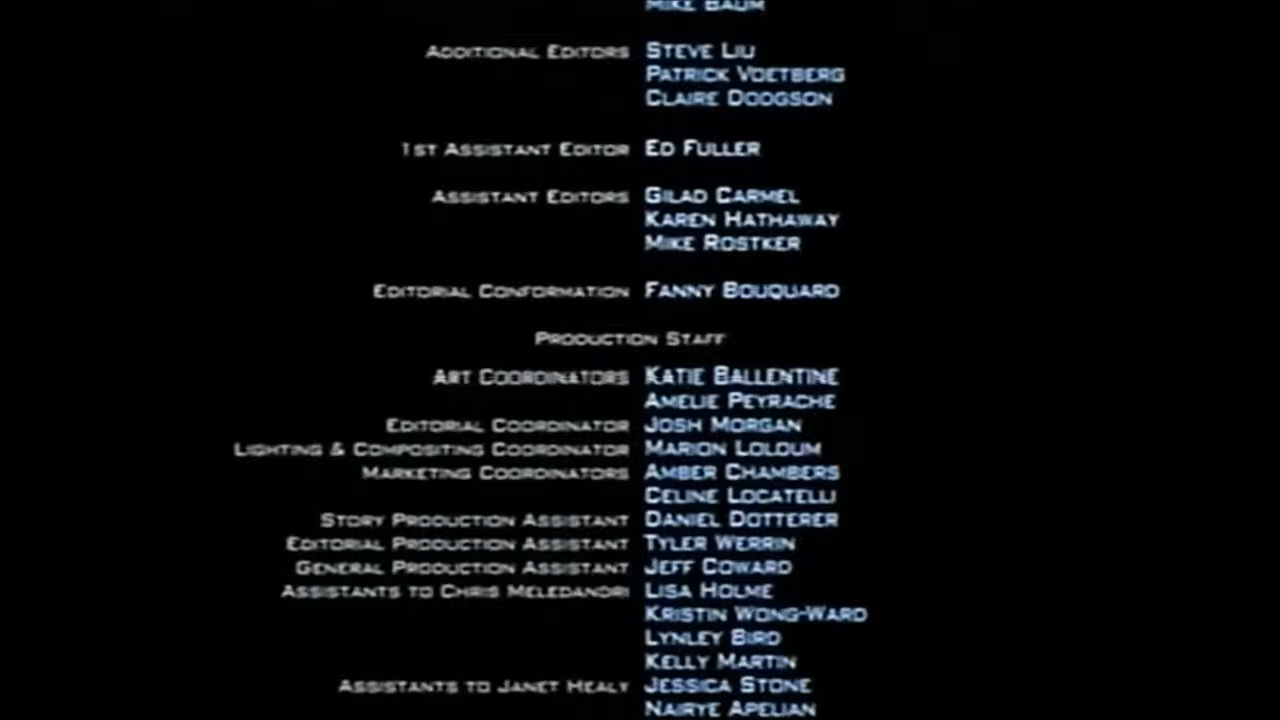 MIKE BAUM
ADDITIONAL EDITORS STEVE LIU
PATRICK VOETBERG
CLAIRE DODGSON
1ST ASSISTANT EDITOR ED FULLER
ASSISTANT EDITORS GILAD CARMEL
KAREN HATHAWAY
MIKE ROSTKER
EDITORIAL CONFORMATION FANNY BOUQUARD
PRODUCTION STAFF
ART COORDINATORS KATIE BALLENTINE
AMELIE PEYRACHE
EDITORIAL COORDINATOR JOSH MORGAN
LIGHTING & COMPOSITING COORDINATOR MARION LOLOUM
MARKETING COORDINATORS AMBER CHAMBERS
CELINE LOCATELLI
STORY PRODUCTION ASSISTANT DANIEL DOTTERER
EDITORIAL PRODUCTION ASSISTANT TYLER WERRIN
GENERAL PRODUCTION ASSISTANT JEFF COWARD
ASSISTANTS TO CHRIS MELEDANDRI LISA HOLME
KRISTIN WONG-WARD
LYNLEY BIRD
KELLY MARTIN
ASSISTANTS TO JANET HEALY JESSICA STONE
NAIRYE APELIAN